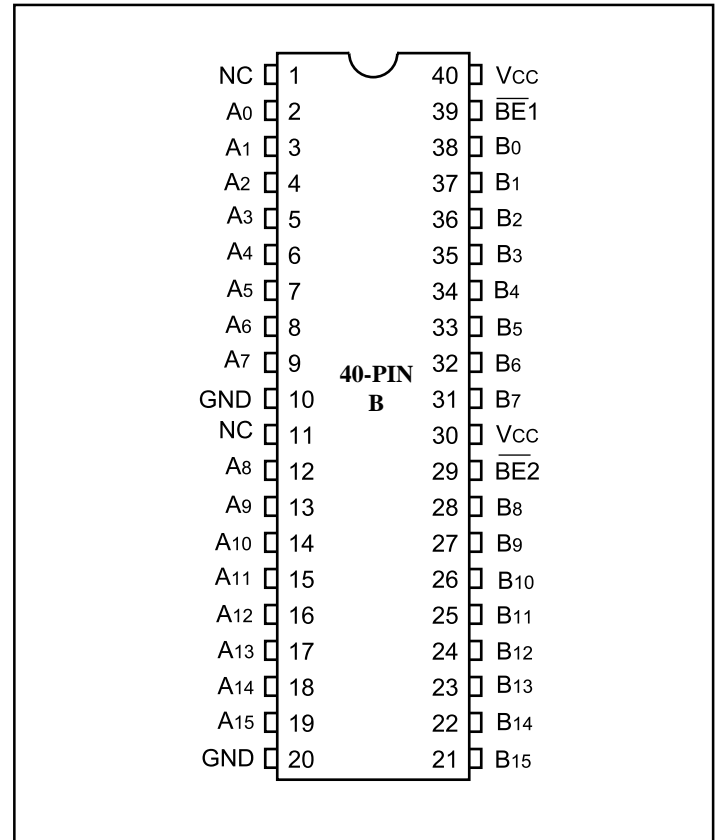 NC 1 40 VCC
A0 2 39 B̅E̅1
A1 3 38 B0
A2 4 37 B1
A3 5 36 B2
A4 6 35 B3
A5 7 34 B4
A6 8 33 B5
A7 9 32 B6
40-PIN
GND 10 31 B7
B
NC 11 30 VCC
A8 12 29 B̅E̅2
A9 13 28 B8
A10 14 27 B9
A11 15 26 B10
A12 16 25 B11
A13 17 24 B12
A14 18 23 B13
A15 19 22 B14
GND 20 21 B15